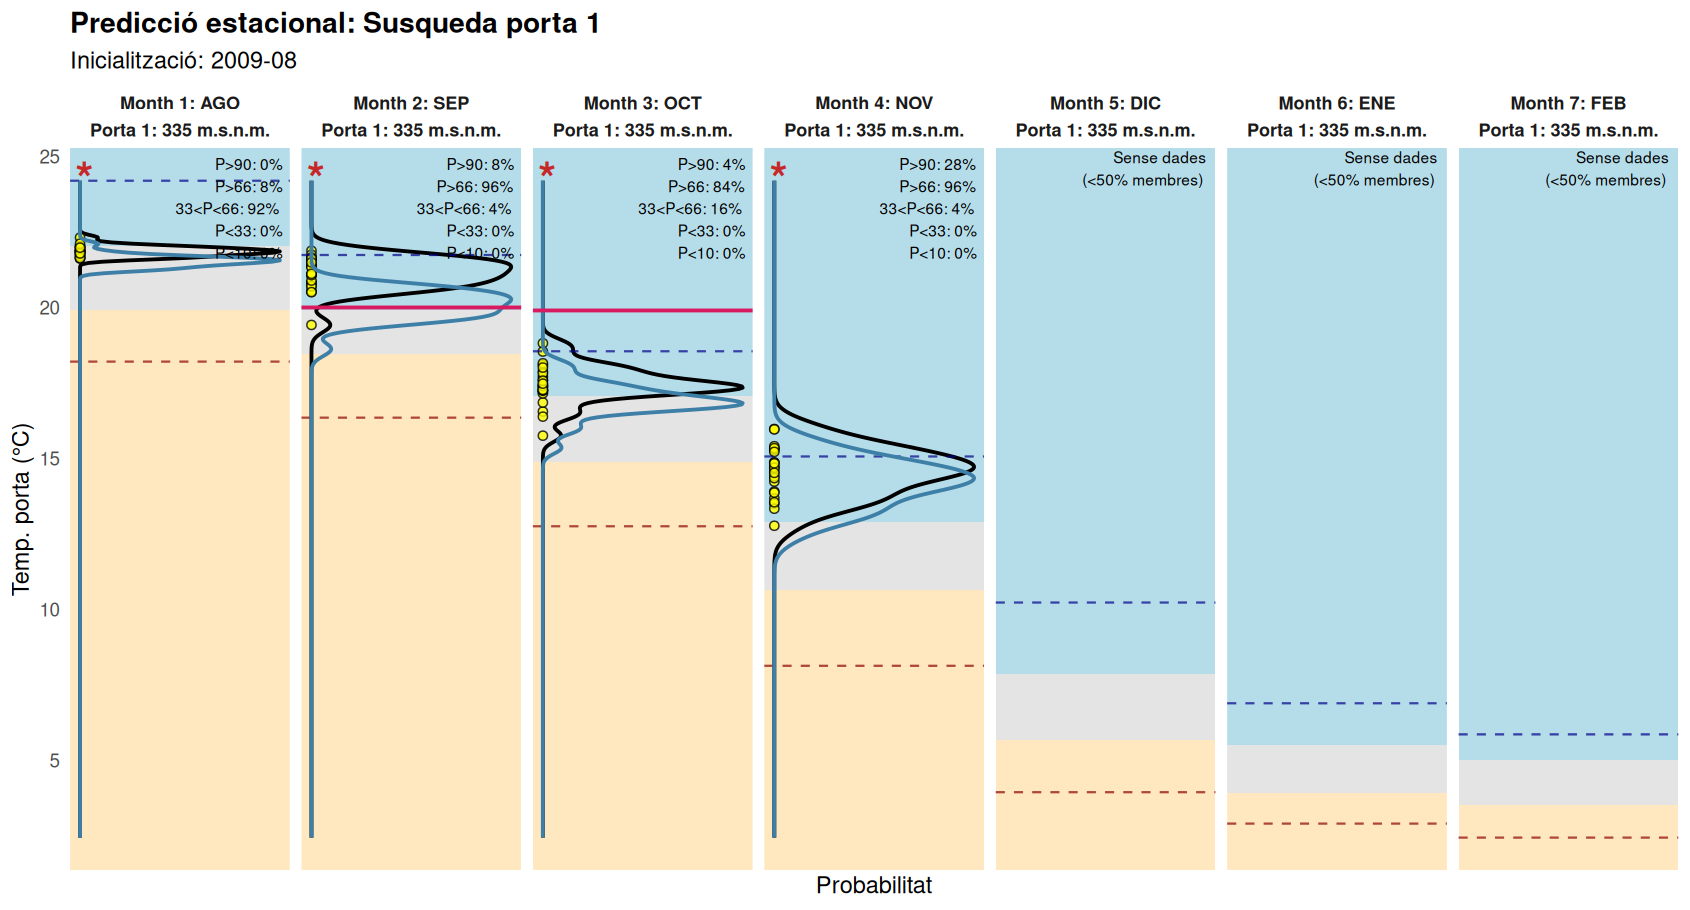 Predicció estacional: Susqueda porta 1
Inicialització: 2009-08
Month 1: AGO
Porta 1: 335 m.s.n.m.
Month 2: SEP
Porta 1: 335 m.s.n.m.
Month 3: OCT
Porta 1: 335 m.s.n.m.
Month 4: NOV
Porta 1: 335 m.s.n.m.
Month 5: DIC
Porta 1: 335 m.s.n.m.
Month 6: ENE
Porta 1: 335 m.s.n.m.
Month 7: FEB
Porta 1: 335 m.s.n.m.
*
P>90: 0%
P>66: 8%
33<P<66: 92%
P<33: 0%
P<10: 0%
*
P>90: 8%
P>66: 96%
33<P<66: 4%
P<33: 0%
P<10: 0%
*
P>90: 4%
P>66: 84%
33<P<66: 16%
P<33: 0%
P<10: 0%
*
P>90: 28%
P>66: 96%
33<P<66: 4%
P<33: 0%
P<10: 0%
Sense dades
(<50% membres)
Sense dades
(<50% membres)
Sense dades
(<50% membres)
25
20
15
10
5
Temp. porta (°C)
Probabilitat